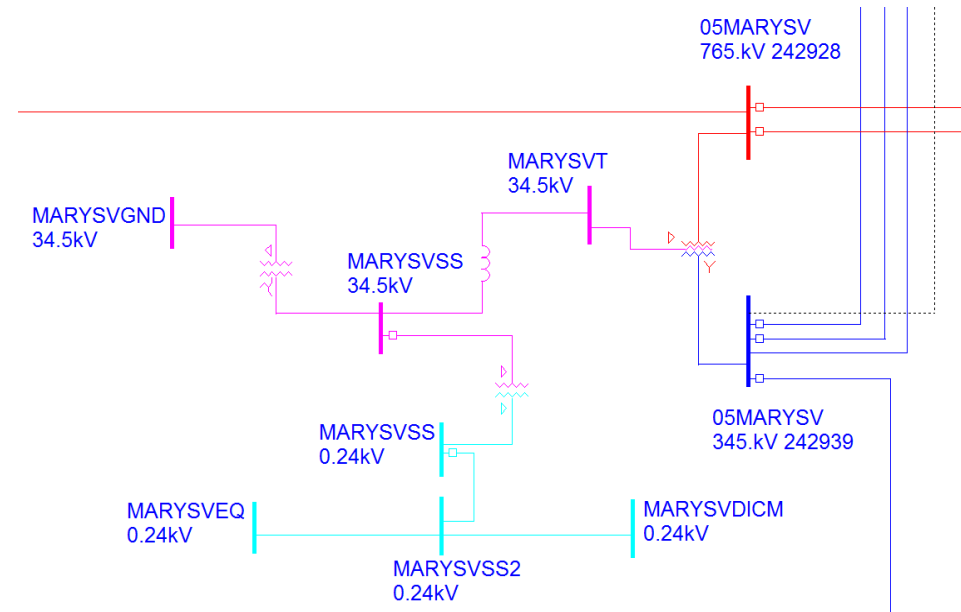 05MARYSV
765.kV 242928
MARYSVT
34.5kV
MARYSVGND
34.5kV
MARYSVSS
34.5kV
05MARYSV
345.kV 242939
MARYSVSS
0.24kV
MARYSVEQ
0.24kV
MARYSVDICM
0.24kV
MARYSVSS2
0.24kV